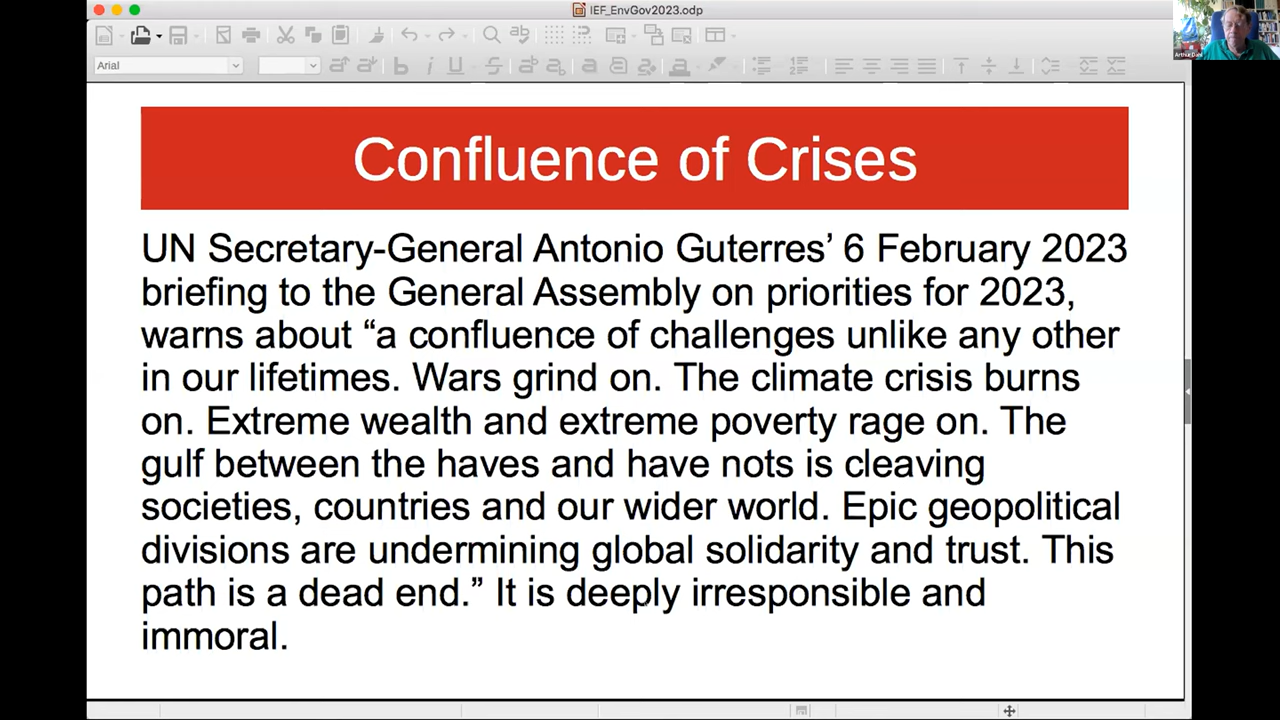 IEF_EnvGov2023.odp
Arial
Confluence of Crises
UN Secretary-General Antonio Guterres’ 6 February 2023
briefing to the General Assembly on priorities for 2023,
warns about “a confluence of challenges unlike any other
in our lifetimes. Wars grind on. The climate crisis burns
on. Extreme wealth and extreme poverty rage on. The
gulf between the haves and have nots is cleaving
societies, countries and our wider world. Epic geopolitical
divisions are undermining global solidarity and trust. This
path is a dead end.” It is deeply irresponsible and
immoral.